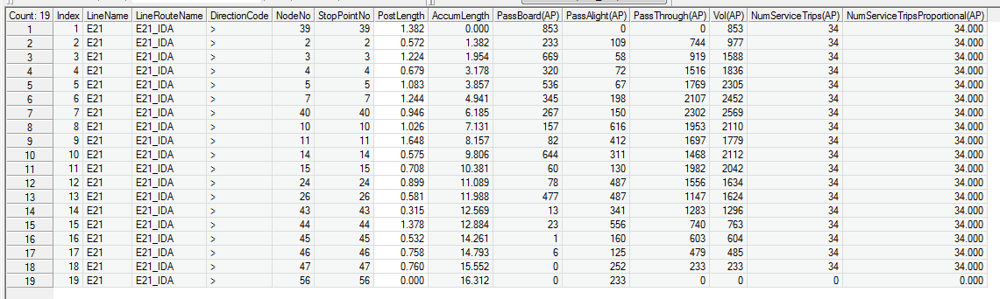 Count: 19 Index LineName LineRouteName DirectionCode NodeNo StopPointNo PostLength AccumLength PassBoard(AP) PassAlight(AP) PassThrough(AP) Vol(AP) NumServiceTrips(AP) NumServiceTripsProportional(AP)
1 1 E21 E21_IDA > 39 39 1.382 0.000 853 0 0 853 34 34.000
2 2 E21 E21_IDA > 2 2 0.572 1.382 233 109 744 977 34 34.000
3 3 E21 E21_IDA > 3 3 1.224 1.954 669 58 919 1588 34 34.000
4 4 E21 E21_IDA > 4 4 0.679 3.178 320 72 1516 1836 34 34.000
5 5 E21 E21_IDA > 5 5 1.083 3.857 536 67 1769 2305 34 34.000
6 6 E21 E21_IDA > 7 7 1.244 4.941 345 198 2107 2452 34 34.000
7 7 E21 E21_IDA > 40 40 0.946 6.185 267 150 2302 2569 34 34.000
8 8 E21 E21_IDA > 10 10 1.026 7.131 157 616 1953 2110 34 34.000
9 9 E21 E21_IDA > 11 11 1.648 8.157 82 412 1697 1779 34 34.000
10 10 E21 E21_IDA > 14 14 0.575 9.806 644 311 1468 2112 34 34.000
11 11 E21 E21_IDA > 15 15 0.708 10.381 60 130 1982 2042 34 34.000
12 12 E21 E21_IDA > 24 24 0.899 11.089 78 487 1556 1634 34 34.000
13 13 E21 E21_IDA > 26 26 0.581 11.988 477 487 1147 1624 34 34.000
14 14 E21 E21_IDA > 43 43 0.315 12.569 13 341 1283 1296 34 34.000
15 15 E21 E21_IDA > 44 44 1.378 12.884 23 556 740 763 34 34.000
16 16 E21 E21_IDA > 45 45 0.532 14.261 1 160 603 604 34 34.000
17 17 E21 E21_IDA > 46 46 0.758 14.793 6 125 479 485 34 34.000
18 18 E21 E21_IDA > 47 47 0.760 15.552 0 252 233 233 34 34.000
19 19 E21 E21_IDA > 56 56 0.000 16.312 0 233 0 0 0 0.000